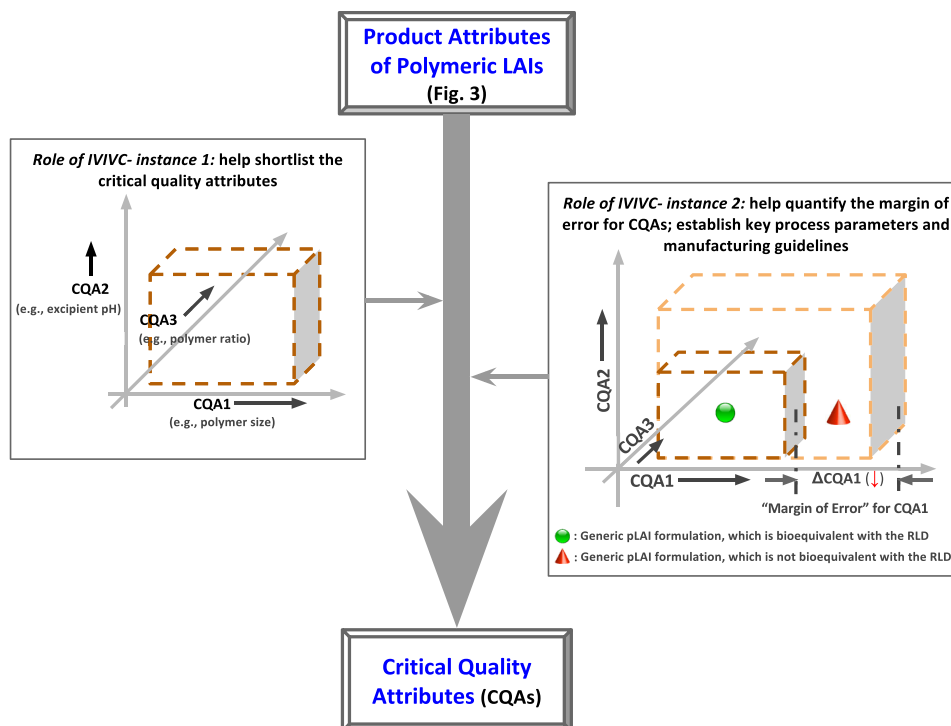 Product Attributes
of Polymeric LAIs
(Fig. 3)
Role of IVIVC- instance 1: help shortlist the
critical quality attributes
CQA2
(e.g., excipient pH)
CQA3
(e.g., polymer ratio)
CQA1
(e.g., polymer size)
Role of IVIVC- instance 2: help quantify the margin of
error for CQAs; establish key process parameters and
manufacturing guidelines
CQA2
CQA3
CQA1
ΔCQA1 (↓)
“Margin of Error” for CQA1
: Generic pLAI formulation, which is bioequivalent with the RLD
: Generic pLAI formulation, which is not bioequivalent with the RLD
Critical Quality
Attributes (CQAs)